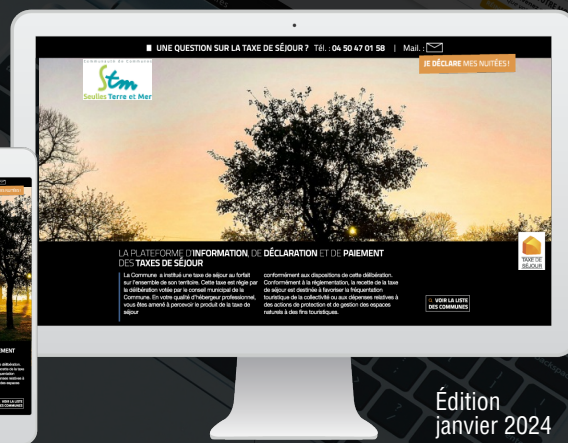 UNE QUESTION SUR LA TAXE DE SÉJOUR ? Tél. : 04 50 47 01 58 | Mail. :
JE DÉCLARE MES NUITÉES !
Communauté de Communes
Stm
Seulles Terre et Mer
LA PLATEFORME D'INFORMATION, DE DÉCLARATION ET DE PAIEMENT
DES TAXES DE SÉJOUR
La Commune a institué une taxe de séjour au forfait
sur l'ensemble de son territoire. Cette taxe est régie par
la délibération votée par le conseil municipal de la
Commune. En votre qualité d'hébergeur professionnel,
vous êtes amené à percevoir le produit de la taxe de
séjour
conformément aux dispositions de cette délibération.
Conformément à la réglementation, la recette de la taxe
de séjour est destinée à favoriser la fréquentation
touristique de la collectivité ou aux dépenses relatives à
des actions de protection et de gestion des espaces
naturels à des fins touristiques.
TAXE DE
SÉJOUR
VOIR LA LISTE
DES COMMUNES
VOIR LA LISTE
DES COMMUNES
Édition
janvier 2024